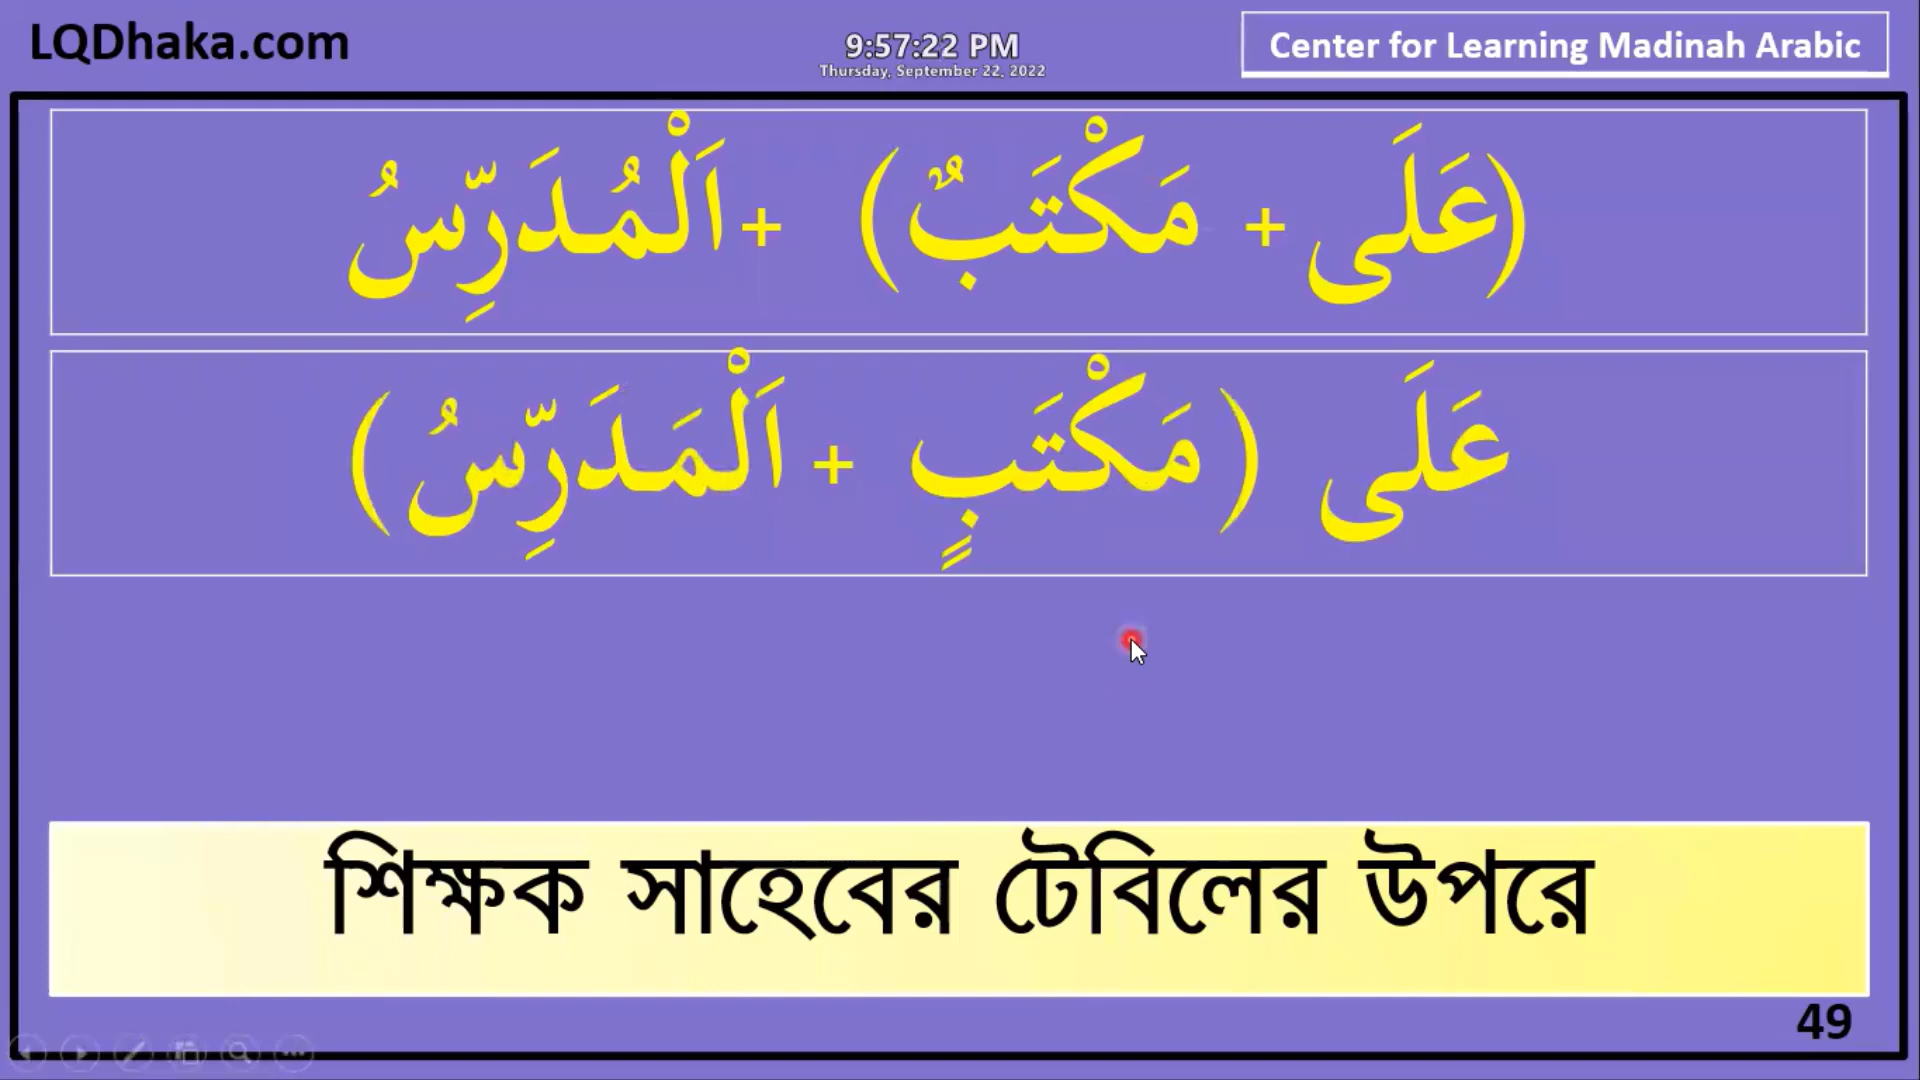 LQDhaka.com
9:57:22 PM
Thursday, September 22, 2022
Center for Learning Madinah Arabic
(عَلَى + مَكْتَبٌ) + اَلْمُدَرِّسُ
عَلَى (مَكْتَبٍ + اَلْمَدَرِّسُ)
শিক্ষক সাহেবের টেবিলের উপরে
49